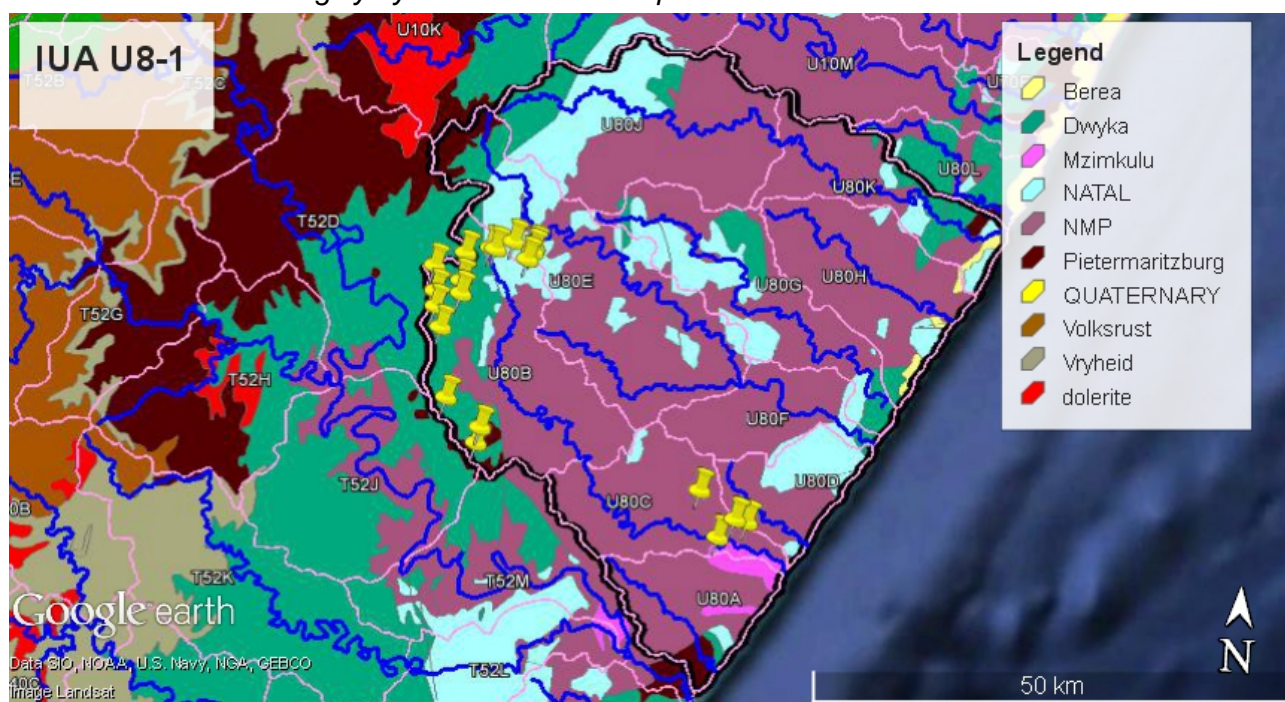 IUA U8-1
U10K
T52B
T52C
U10M
U80J
U80L
U80K
T52D
E
U80E
U80G
U80H
T52G
T52H
U80B
U80F
T52J
U80C
U80D
0B
T52K
T52M
U80A
T52L
Legend
Berea
Dwyka
Mzimkulu
NATAL
NMP
Pietermaritzburg
QUATERNARY
Volksrust
Vryheid
dolerite
Google earth
Data SIO, NOAA, U.S. Navy, NGA, GEBCO
Image Landsat
N
50 km